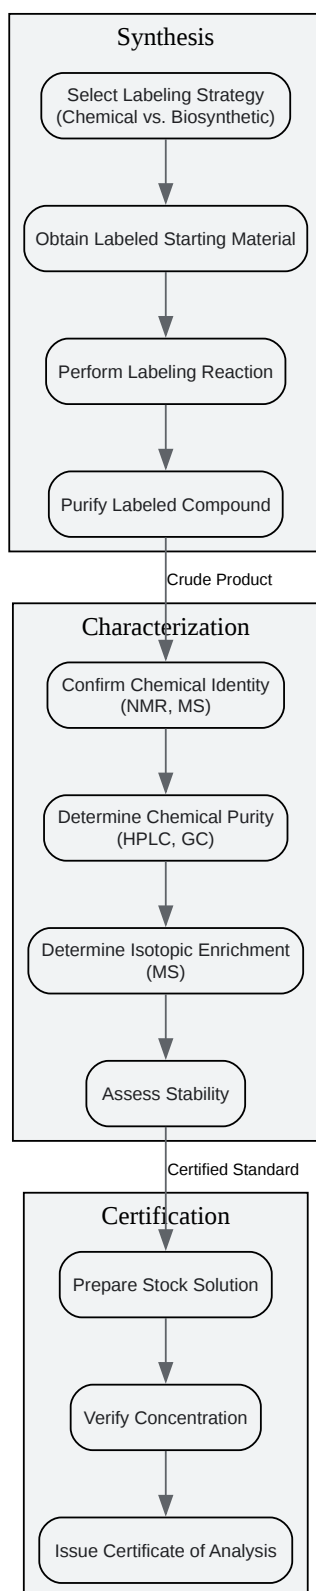 Synthesis
Select Labeling Strategy
(Chemical vs. Biosynthetic)
Obtain Labeled Starting Material
Perform Labeling Reaction
Purify Labeled Compound
Crude Product
Characterization
Confirm Chemical Identity
(NMR, MS)
Determine Chemical Purity
(HPLC, GC)
Determine Isotopic Enrichment
(MS)
Assess Stability
Certified Standard
Certification
Prepare Stock Solution
Verify Concentration
Issue Certificate of Analysis